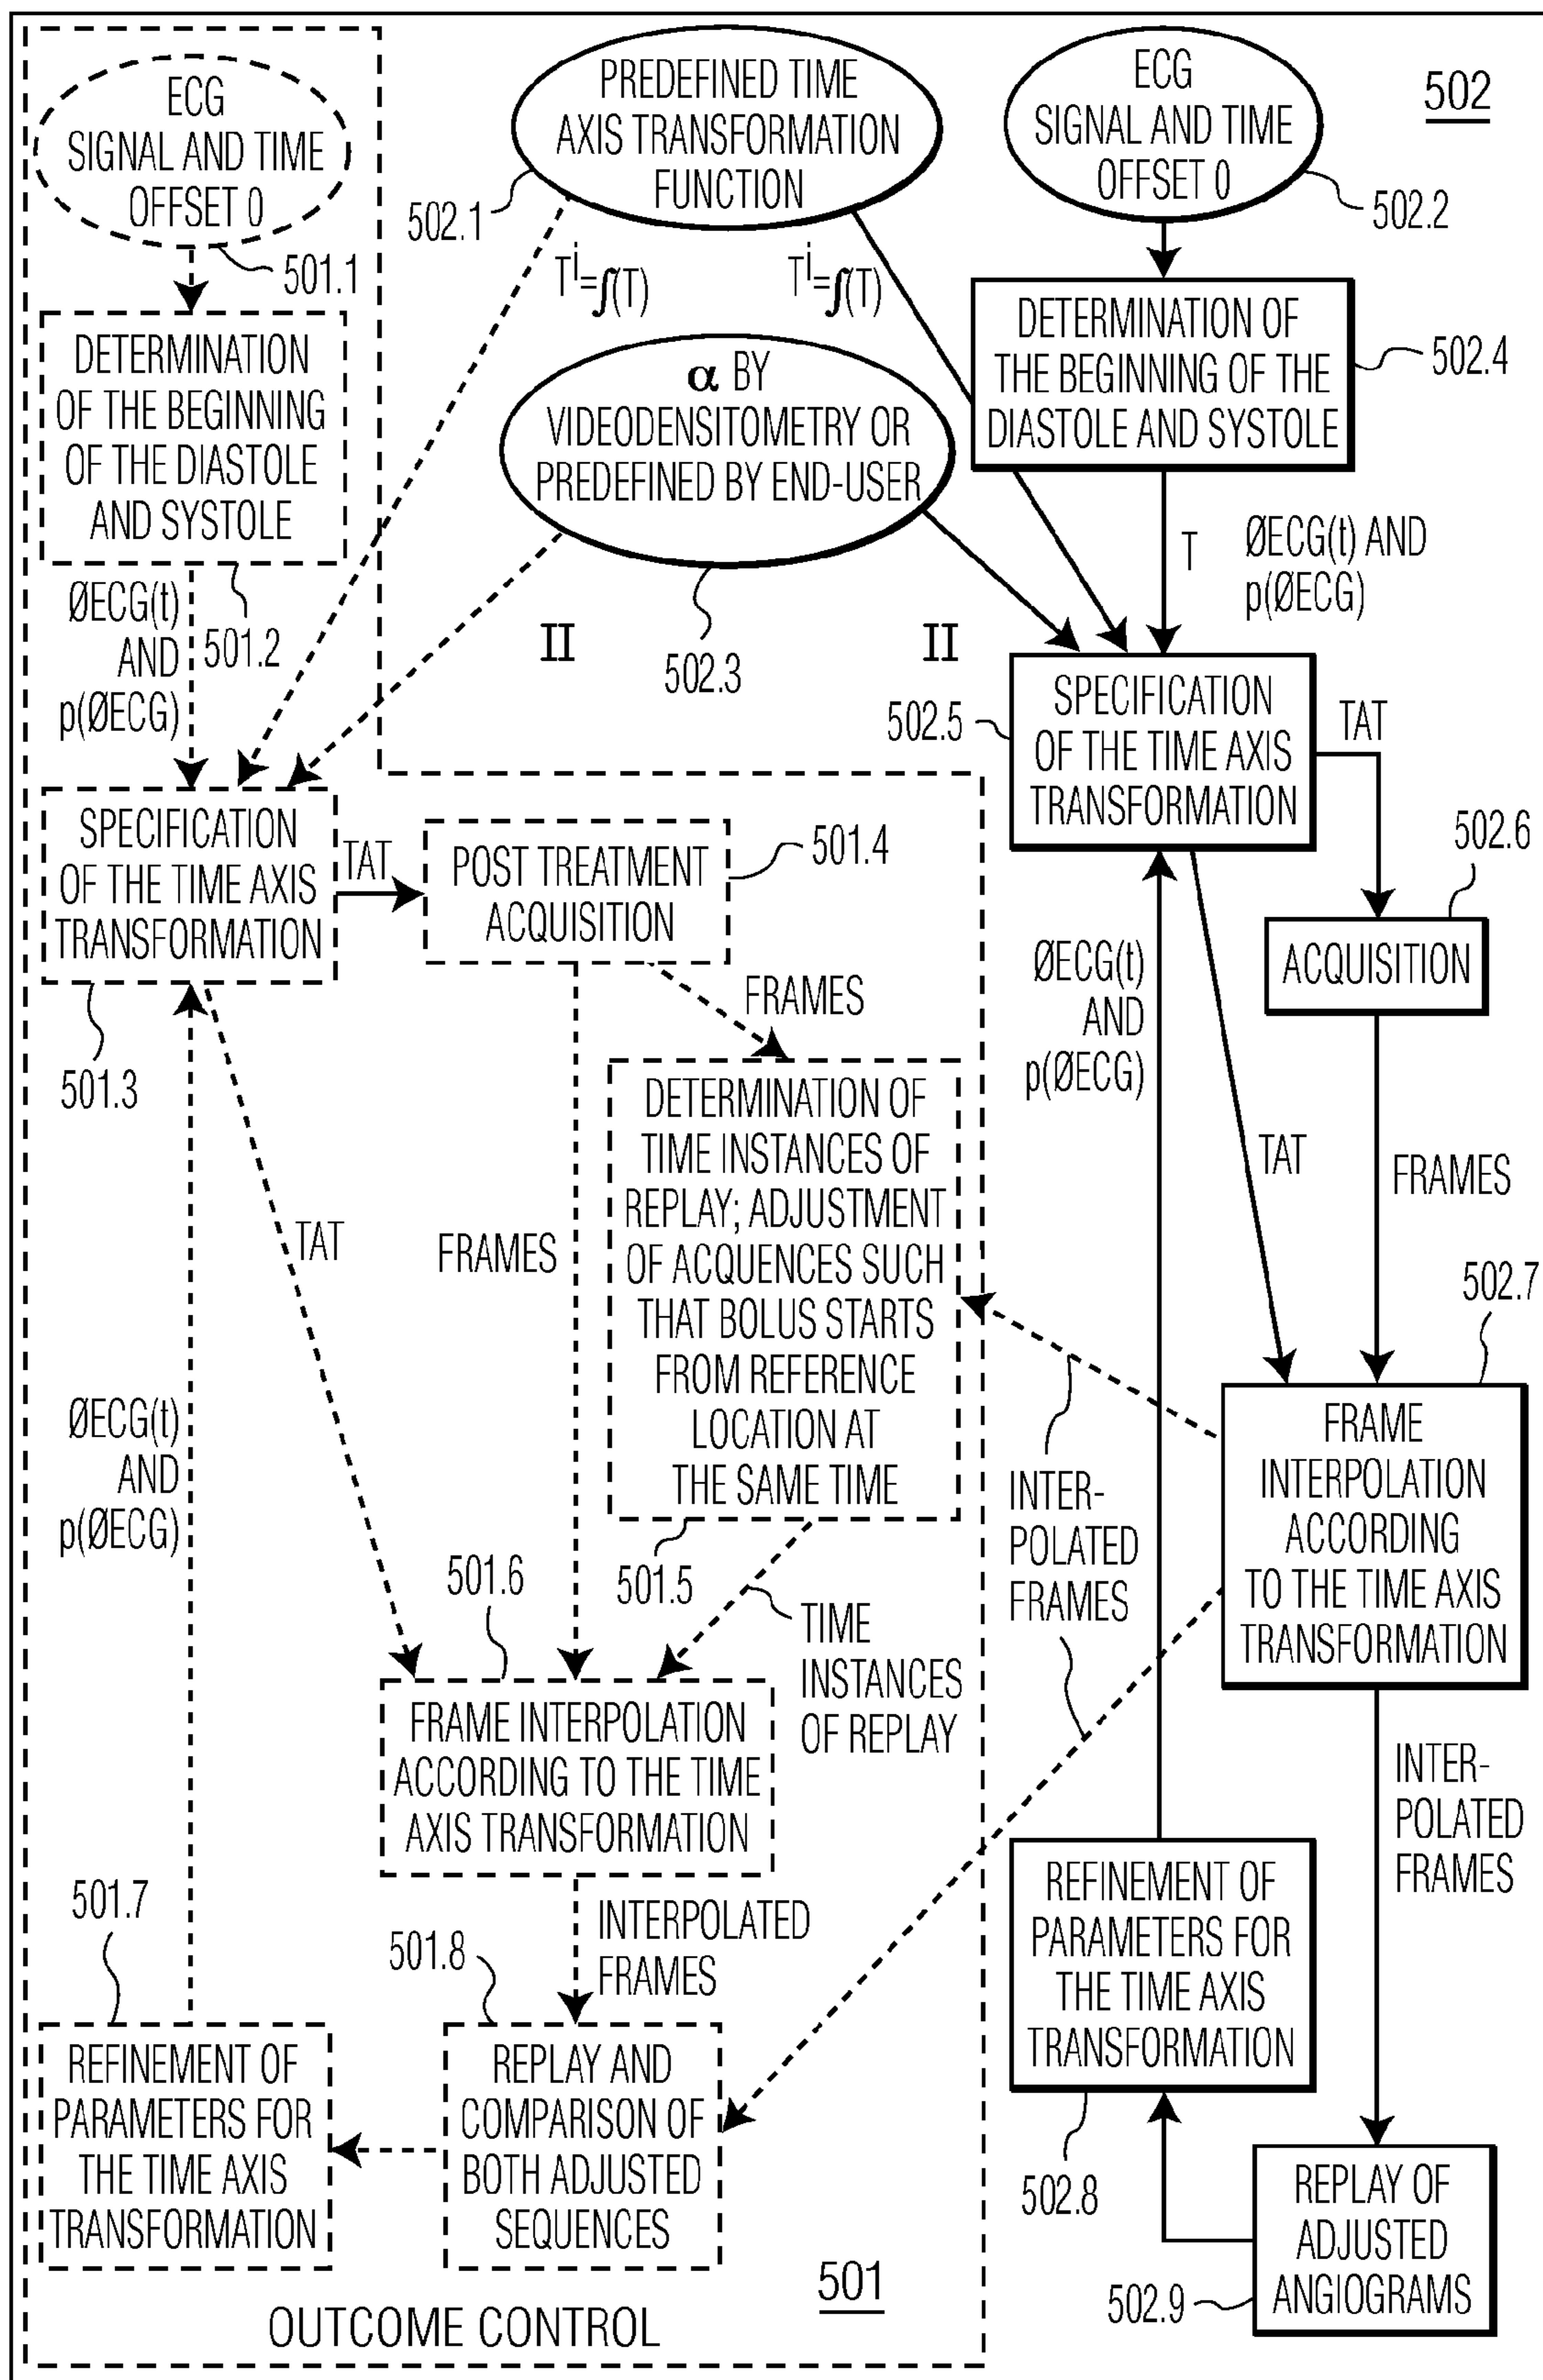 ECG
SIGNAL AND TIME
OFFSET 0
501.1
PREDEFINED TIME
AXIS TRANSFORMATION
FUNCTION
502.1
ECG
SIGNAL AND TIME
OFFSET 0
502
502.2
T^i=∫(T)
T^i=∫(T)
DETERMINATION
OF THE BEGINNING
OF THE DIASTOLE
AND SYSTOLE
501.2
α BY
VIDEODENSITOMETRY OR
PREDEFINED BY END-USER
502.3
DETERMINATION OF
THE BEGINNING OF THE
DIASTOLE AND SYSTOLE
502.4
ØECG(t)
AND
p(ØECG)
II
II
T
ØECG(t) AND
p(ØECG)
SPECIFICATION
OF THE TIME AXIS
TRANSFORMATION
502.5
TAT
SPECIFICATION
OF THE TIME AXIS
TRANSFORMATION
501.3
TAT
POST TREATMENT
ACQUISITION
501.4
502.6
ACQUISITION
FRAMES
ØECG(t)
AND
p(ØECG)
DETERMINATION OF
TIME INSTANCES OF
REPLAY; ADJUSTMENT
OF ACQUENCES SUCH
THAT BOLUS STARTS
FROM REFERENCE
LOCATION AT
THE SAME TIME
501.5
TAT
FRAMES
TAT
FRAMES
502.7
FRAME
INTERPOLATION
ACCORDING
TO THE TIME AXIS
TRANSFORMATION
ØECG(t)
AND
p(ØECG)
INTER-
POLATED
FRAMES
501.6
TIME
INSTANCES
OF REPLAY
FRAME INTERPOLATION
ACCORDING TO THE TIME
AXIS TRANSFORMATION
INTER-
POLATED
FRAMES
REFINEMENT OF
PARAMETERS FOR
THE TIME AXIS
TRANSFORMATION
502.8
501.7
501.8
INTERPOLATED
FRAMES
REFINEMENT OF
PARAMETERS FOR
THE TIME AXIS
TRANSFORMATION
REPLAY AND
COMPARISON OF
BOTH ADJUSTED
SEQUENCES
REPLAY OF
ADJUSTED
ANGIOGRAMS
502.9
501
OUTCOME CONTROL